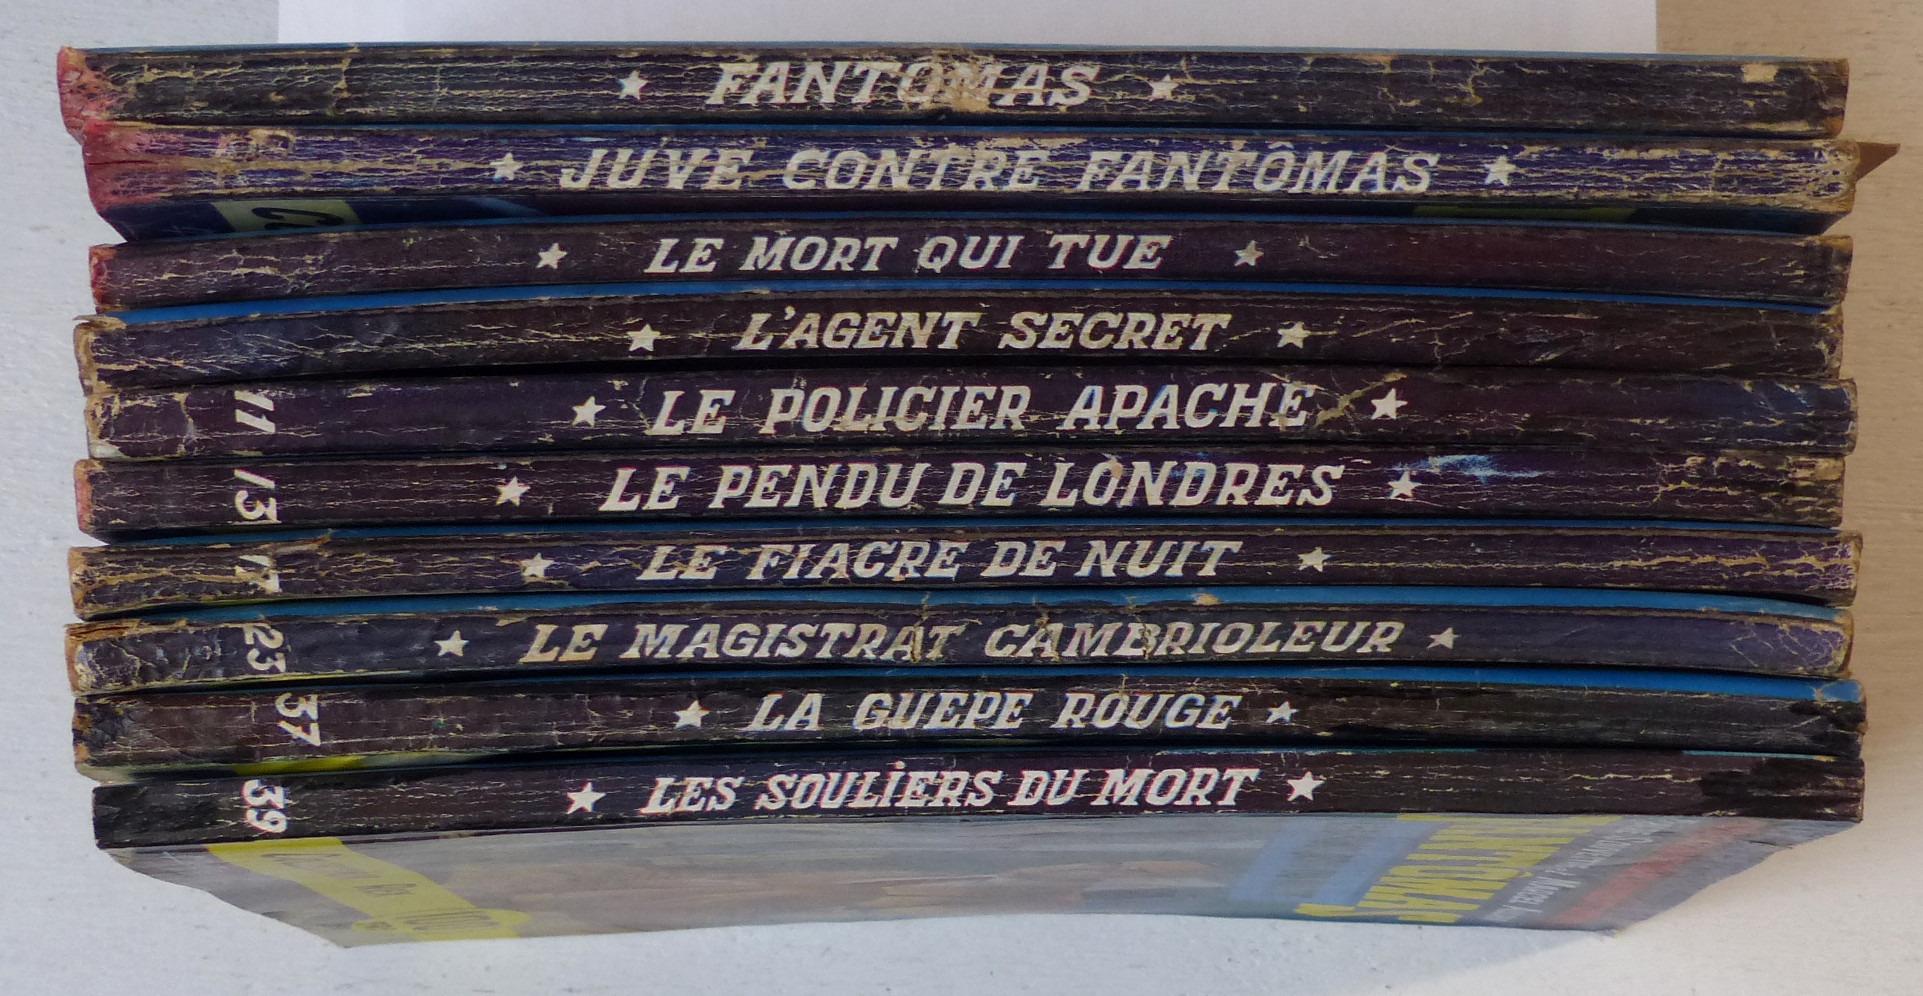 ★ FANTOMAS ★
★ JUVE CONTRE FANTÔMAS ★
★ LE MORT QUI TUE ★
★ L'AGENT SECRET ★
11 ★ LE POLICIER APACHE ★
13 ★ LE PENDU DE LONDRES ★
17 ★ LE FIACRE DE NUIT ★
23 ★ LE MAGISTRAT CAMBRIOLEUR ★
37 ★ LA GUEPE ROUGE ★
39 ★ LES SOULIERS DU MORT ★
FANTÔMAS